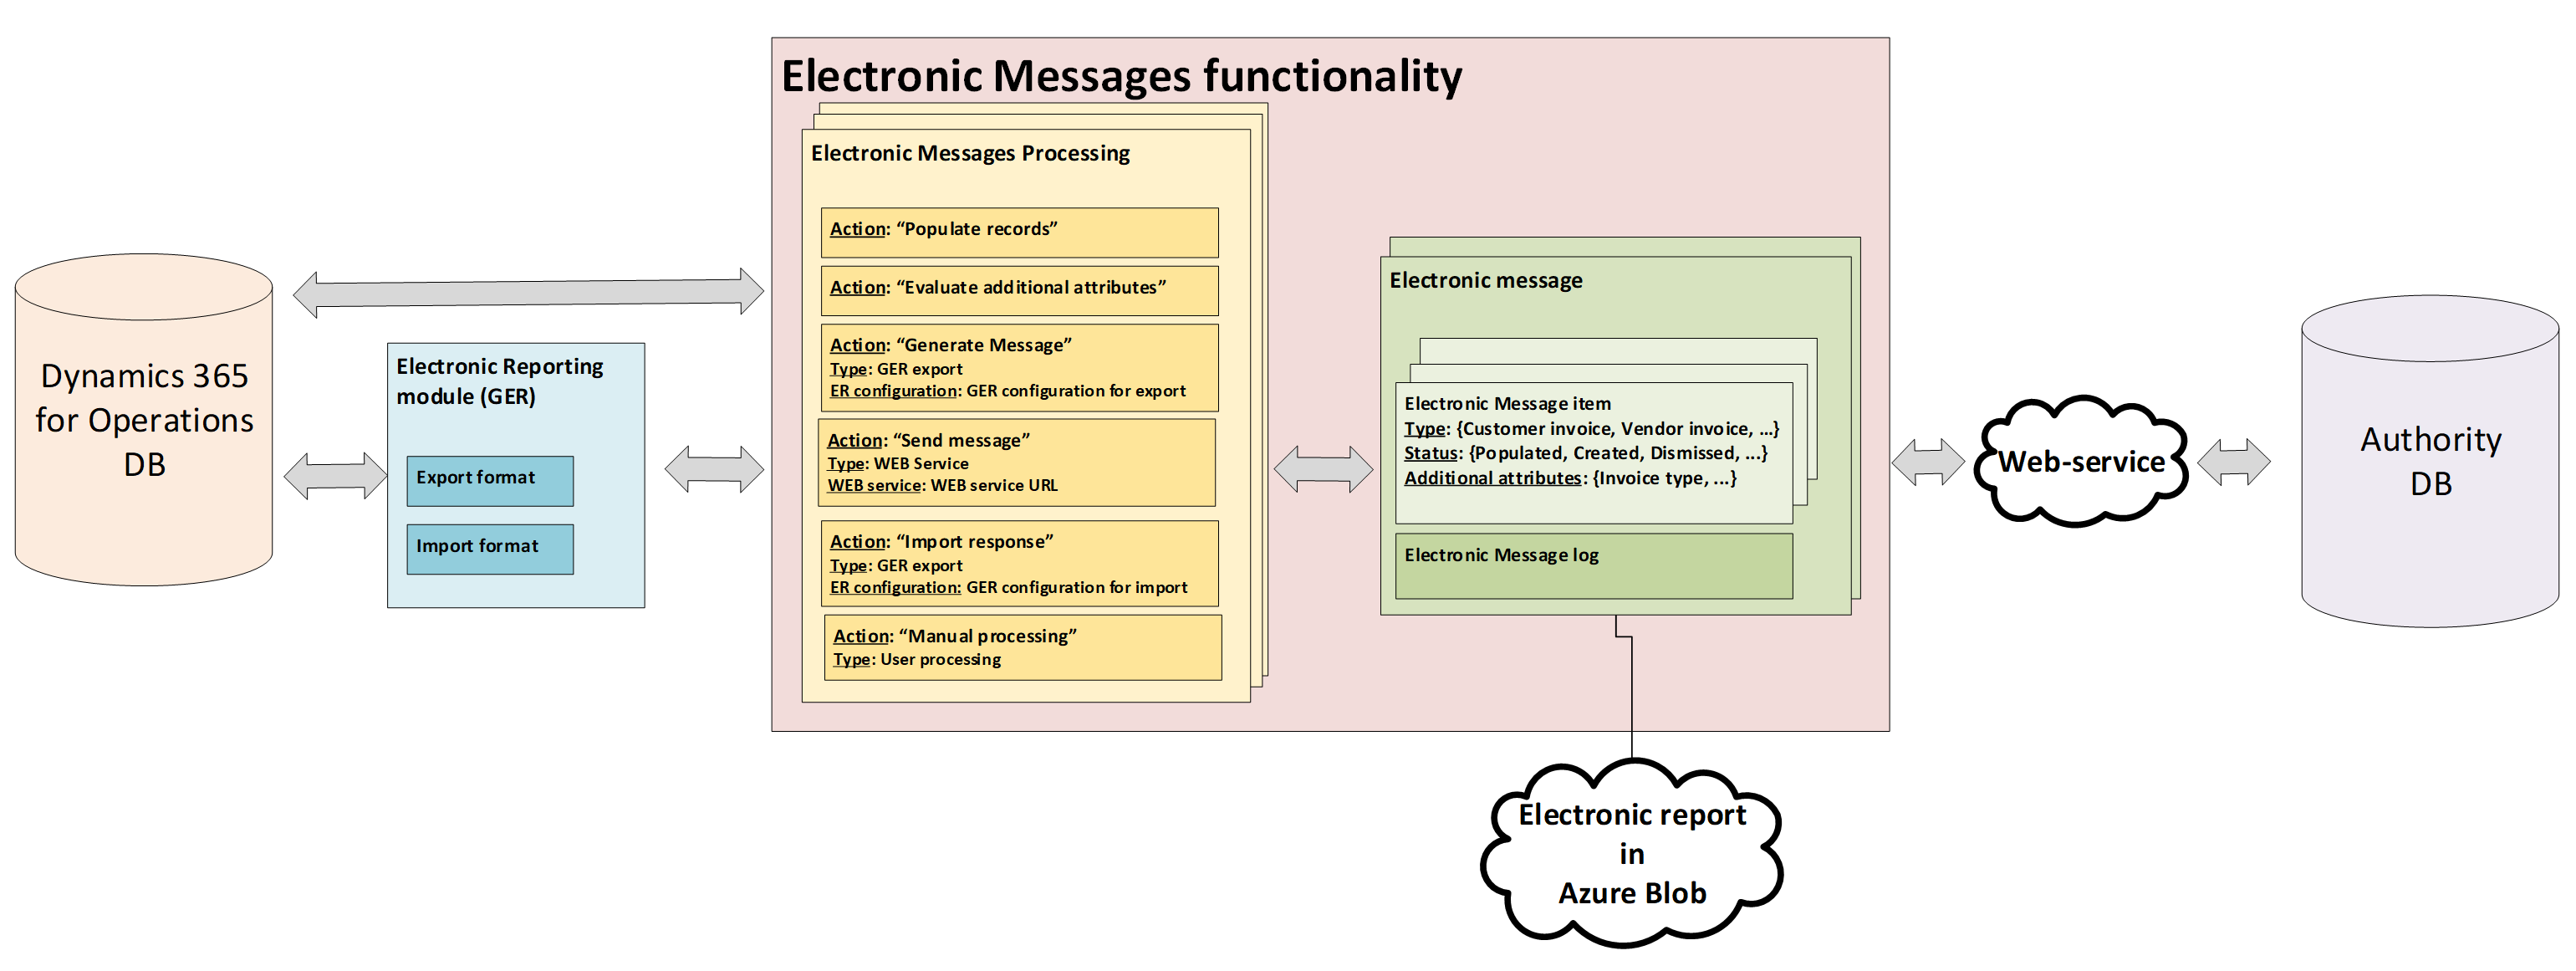 Electronic Messages functionality
Electronic Messages Processing
Action: “Populate records”
Action: “Evaluate additional attributes”
Action: “Generate Message”
Type: GER export
ER configuration: GER configuration for export
Action: “Send message”
Type: WEB Service
WEB service: WEB service URL
Action: “Import response”
Type: GER export
ER configuration: GER configuration for import
Action: “Manual processing”
Type: User processing
Dynamics 365
for Operations
DB
Electronic Reporting
module (GER)
Export format
Import format
Electronic message
Electronic Message item
Type: {Customer invoice, Vendor invoice, ...}
Status: {Populated, Created, Dismissed, ...}
Additional attributes: {Invoice type, ...}
Electronic Message log
Web-service
Authority
DB
Electronic report
in
Azure Blob